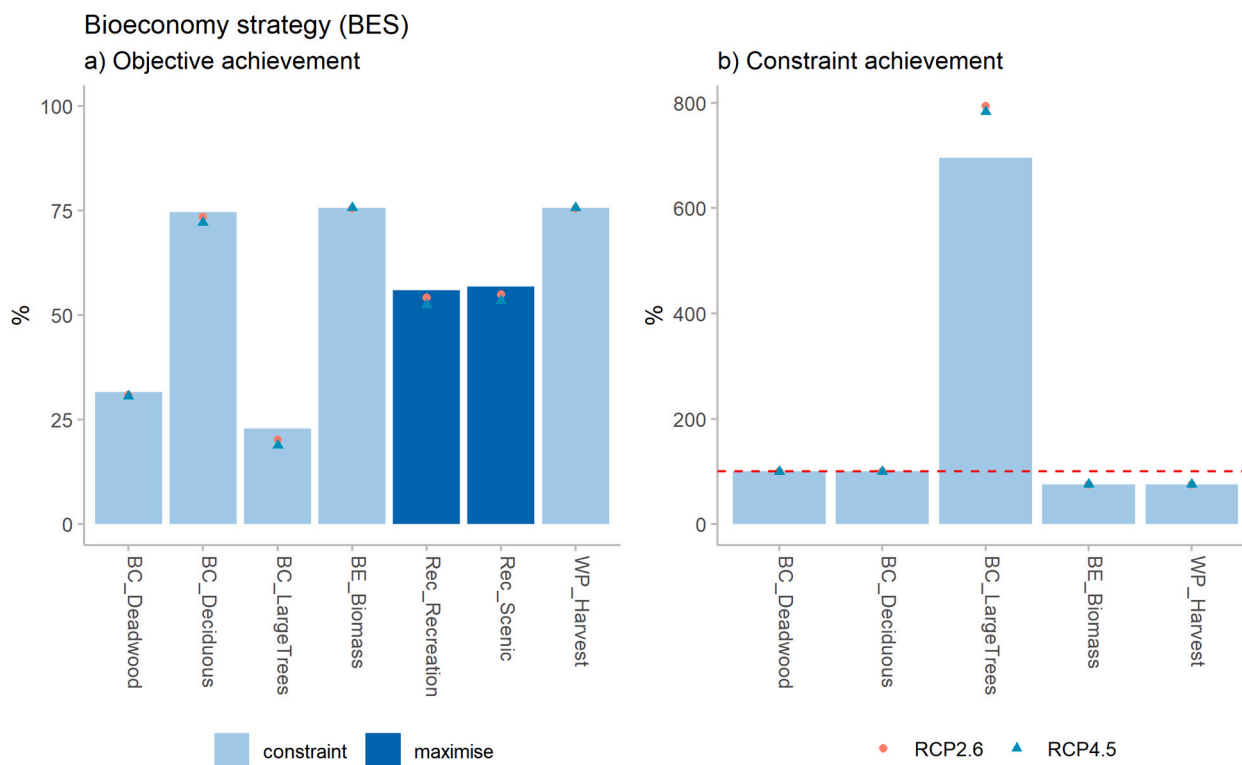 Bioeconomy strategy (BES)
a) Objective achievement
100
75
50
25
0
%
BC_Deadwood
BC_Deciduous
BC_LargeTrees
BE_Biomass
Rec_Recreation
Rec_Scenic
WP_Harvest
constraint
maximise
b) Constraint achievement
800
600
400
200
0
%
BC_Deadwood
BC_Deciduous
BC_LargeTrees
BE_Biomass
WP_Harvest
RCP2.6
RCP4.5